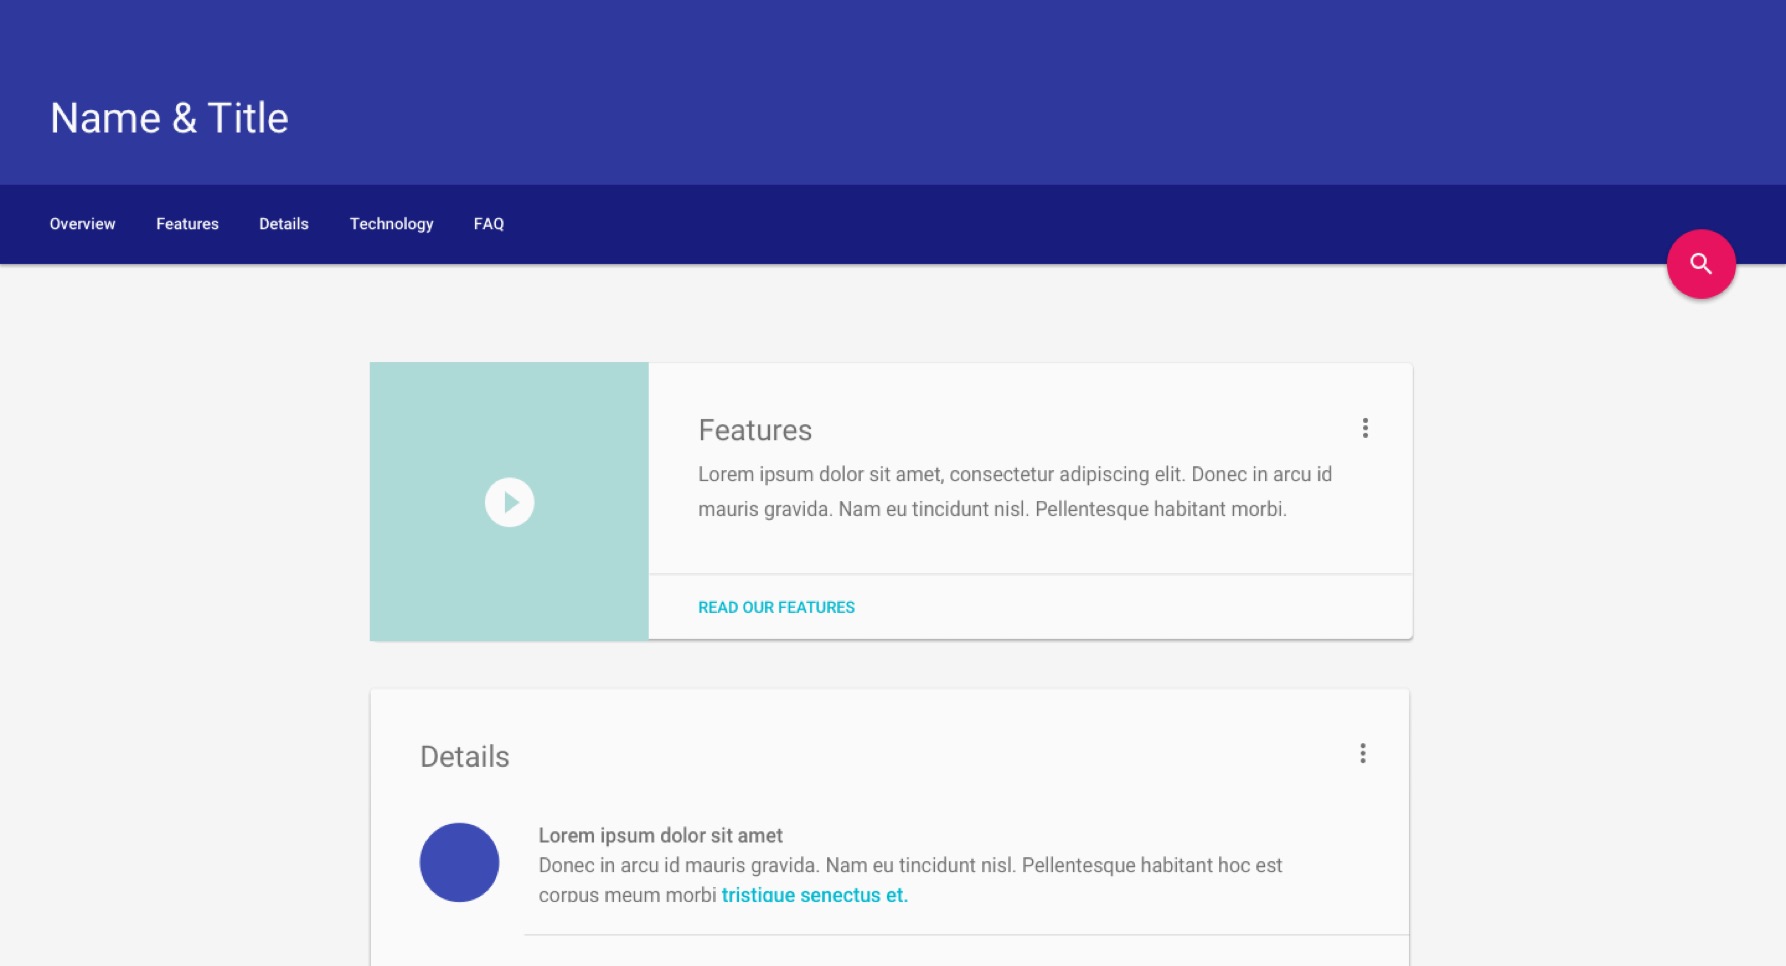 Name & Title
Overview Features Details Technology FAQ
Features
Lorem ipsum dolor sit amet, consectetur adipiscing elit. Donec in arcu id
mauris gravida. Nam eu tincidunt nisl. Pellentesque habitant morbi.
READ OUR FEATURES
Details
Lorem ipsum dolor sit amet
Donec in arcu id mauris gravida. Nam eu tincidunt nisl. Pellentesque habitant hoc est
corpus meum morbi tristique senectus et.